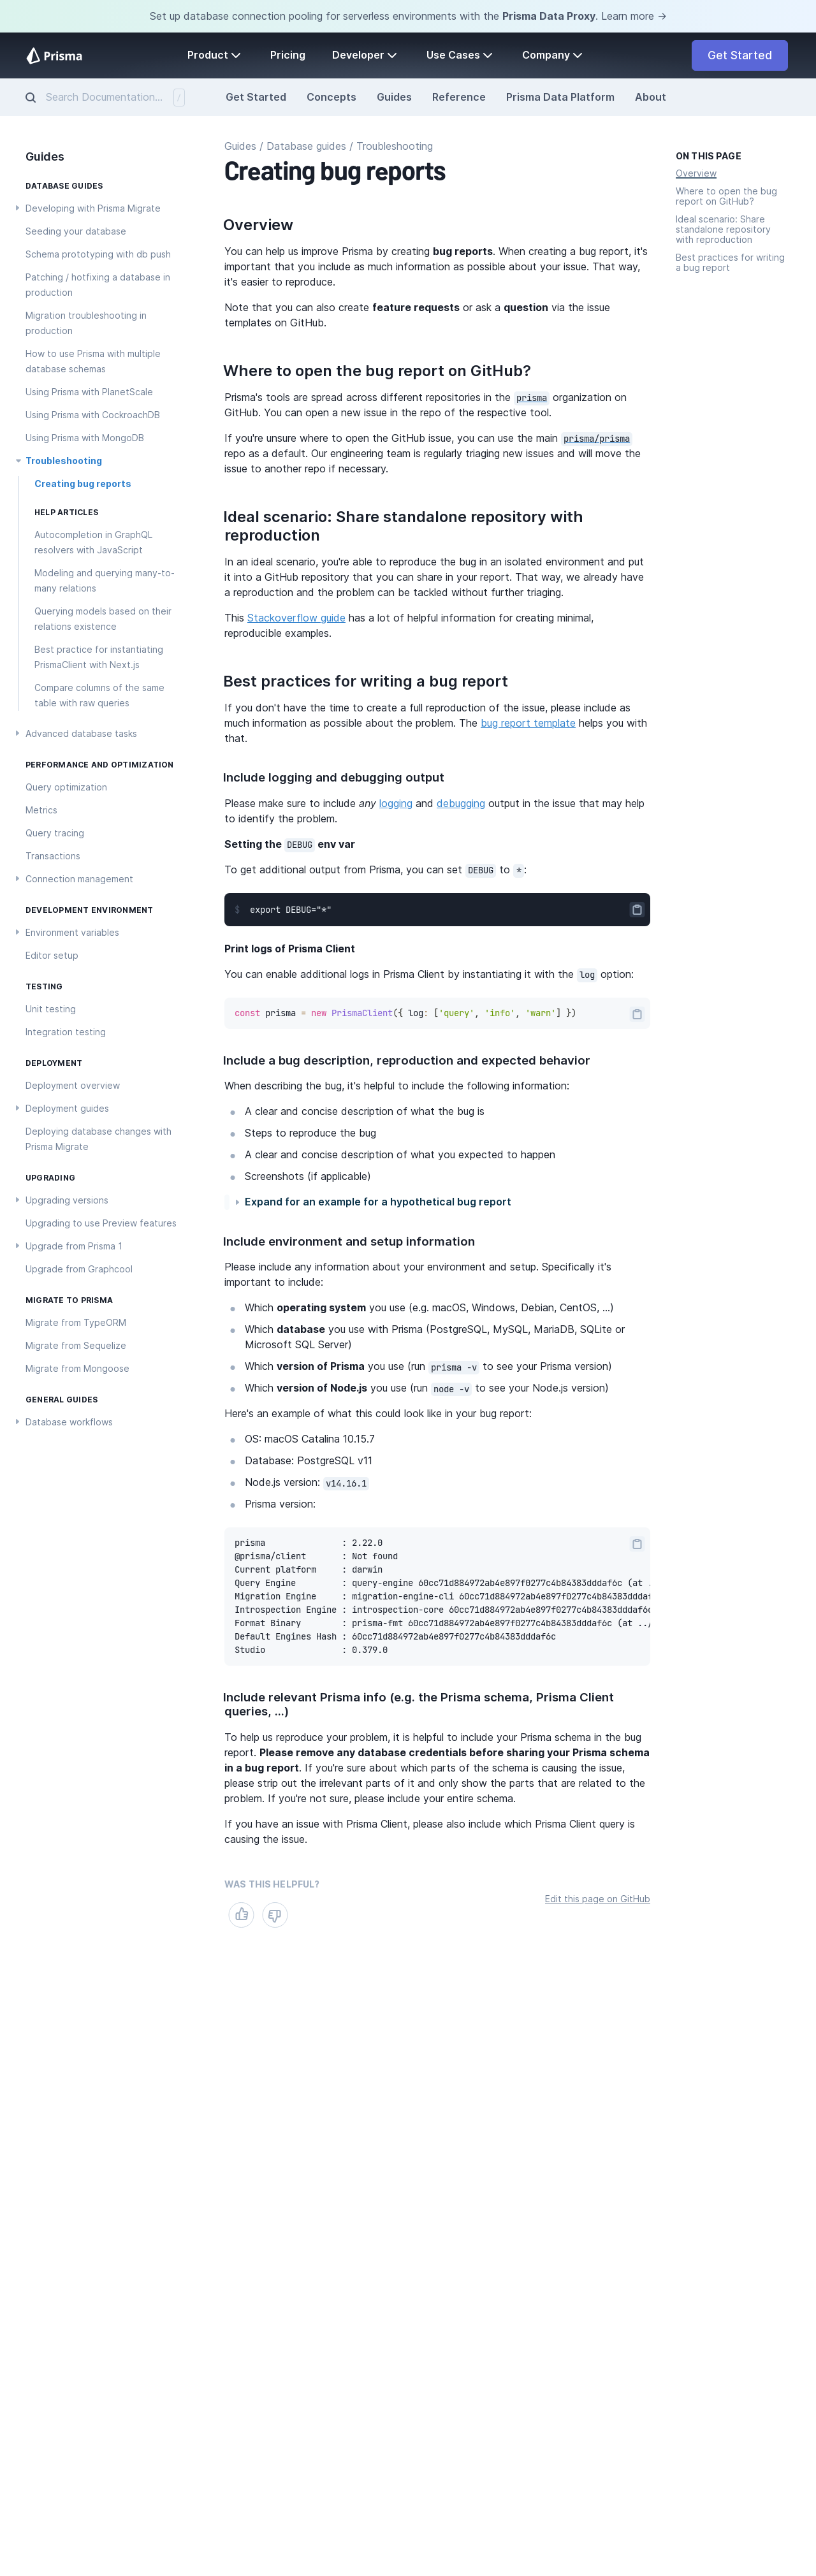 Set up database connection pooling for serverless environments with the Prisma Data Proxy. Learn more →
Prisma
Product
Pricing
Developer
Use Cases
Company
Get Started
Search Documentation... /
Get Started
Concepts
Guides
Reference
Prisma Data Platform
About
Guides
DATABASE GUIDES
Developing with Prisma Migrate
Seeding your database
Schema prototyping with db push
Patching / hotfixing a database in
production
Migration troubleshooting in
production
How to use Prisma with multiple
database schemas
Using Prisma with PlanetScale
Using Prisma with CockroachDB
Using Prisma with MongoDB
Troubleshooting
Creating bug reports
HELP ARTICLES
Autocompletion in GraphQL
resolvers with JavaScript
Modeling and querying many-to-
many relations
Querying models based on their
relations existence
Best practice for instantiating
PrismaClient with Next.js
Compare columns of the same
table with raw queries
Advanced database tasks
PERFORMANCE AND OPTIMIZATION
Query optimization
Metrics
Query tracing
Transactions
Connection management
DEVELOPMENT ENVIRONMENT
Environment variables
Editor setup
TESTING
Unit testing
Integration testing
DEPLOYMENT
Deployment overview
Deployment guides
Deploying database changes with
Prisma Migrate
UPGRADING
Upgrading versions
Upgrading to use Preview features
Upgrade from Prisma 1
Upgrade from Graphcool
MIGRATE TO PRISMA
Migrate from TypeORM
Migrate from Sequelize
Migrate from Mongoose
GENERAL GUIDES
Database workflows
Guides / Database guides / Troubleshooting
Creating bug reports
Overview
You can help us improve Prisma by creating bug reports. When creating a bug report, it's
important that you include as much information as possible about your issue. That way,
it's easier to reproduce.
Note that you can also create feature requests or ask a question via the issue
templates on GitHub.
Where to open the bug report on GitHub?
Prisma's tools are spread across different repositories in the prisma organization on
GitHub. You can open a new issue in the repo of the respective tool.
If you're unsure where to open the GitHub issue, you can use the main prisma/prisma
repo as a default. Our engineering team is regularly triaging new issues and will move the
issue to another repo if necessary.
Ideal scenario: Share standalone repository with
reproduction
In an ideal scenario, you're able to reproduce the bug in an isolated environment and put
it into a GitHub repository that you can share in your report. That way, we already have
a reproduction and the problem can be tackled without further triaging.
This Stackoverflow guide has a lot of helpful information for creating minimal,
reproducible examples.
Best practices for writing a bug report
If you don't have the time to create a full reproduction of the issue, please include as
much information as possible about the problem. The bug report template helps you with
that.
Include logging and debugging output
Please make sure to include any logging and debugging output in the issue that may help
to identify the problem.
Setting the DEBUG env var
To get additional output from Prisma, you can set DEBUG to *:
$ export DEBUG="*"
Print logs of Prisma Client
You can enable additional logs in Prisma Client by instantiating it with the log option:
const prisma = new PrismaClient({ log: ['query', 'info', 'warn'] })
Include a bug description, reproduction and expected behavior
When describing the bug, it's helpful to include the following information:
A clear and concise description of what the bug is
Steps to reproduce the bug
A clear and concise description of what you expected to happen
Screenshots (if applicable)
Expand for an example for a hypothetical bug report
Include environment and setup information
Please include any information about your environment and setup. Specifically it's
important to include:
Which operating system you use (e.g. macOS, Windows, Debian, CentOS, ...)
Which database you use with Prisma (PostgreSQL, MySQL, MariaDB, SQLite or
Microsoft SQL Server)
Which version of Prisma you use (run prisma -v to see your Prisma version)
Which version of Node.js you use (run node -v to see your Node.js version)
Here's an example of what this could look like in your bug report:
OS: macOS Catalina 10.15.7
Database: PostgreSQL v11
Node.js version: v14.16.1
Prisma version:
prisma : 2.22.0
@prisma/client : Not found
Current platform : darwin
Query Engine : query-engine 60cc71d884972ab4e897f0277c4b84383dddaf6c (at .
Migration Engine : migration-engine-cli 60cc71d884972ab4e897f0277c4b84383dddaf
Introspection Engine : introspection-core 60cc71d884972ab4e897f0277c4b84383dddaf6c
Format Binary : prisma-fmt 60cc71d884972ab4e897f0277c4b84383dddaf6c (at ../
Default Engines Hash : 60cc71d884972ab4e897f0277c4b84383dddaf6c
Studio : 0.379.0
Include relevant Prisma info (e.g. the Prisma schema, Prisma Client
queries, ...)
To help us reproduce your problem, it is helpful to include your Prisma schema in the bug
report. Please remove any database credentials before sharing your Prisma schema
in a bug report. If you're sure about which parts of the schema is causing the issue,
please strip out the irrelevant parts of it and only show the parts that are related to the
problem. If you're not sure, please include your entire schema.
If you have an issue with Prisma Client, please also include which Prisma Client query is
causing the issue.
WAS THIS HELPFUL?
Edit this page on GitHub
ON THIS PAGE
Overview
Where to open the bug
report on GitHub?
Ideal scenario: Share
standalone repository
with reproduction
Best practices for writing
a bug report